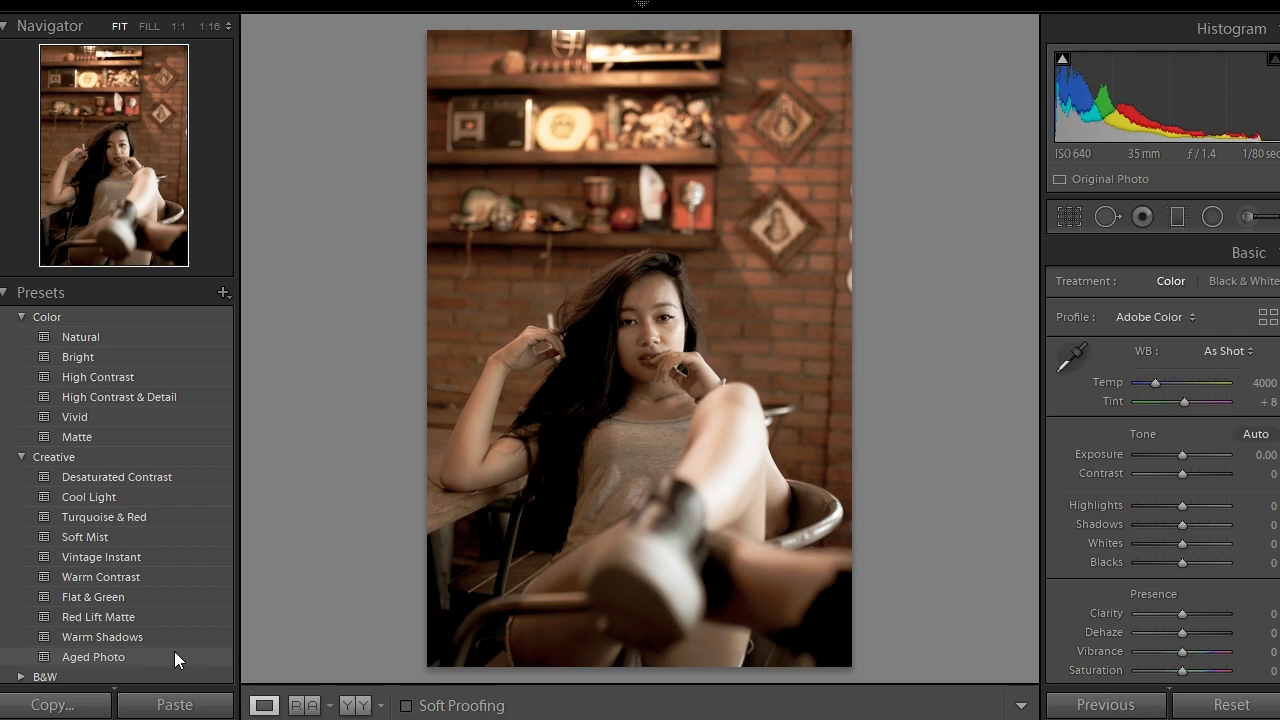 Navigator FIT FILL 1:1 1:16
Presets
Color
Natural
Bright
High Contrast
High Contrast & Detail
Vivid
Matte
Creative
Desaturated Contrast
Cool Light
Turquoise & Red
Soft Mist
Vintage Instant
Warm Contrast
Flat & Green
Red Lift Matte
Warm Shadows
Aged Photo
B&W
Copy... Paste
R A Y Y Soft Proofing
Histogram
ISO 640 35 mm ƒ / 1.4 1/80 sec
Original Photo
Basic
Treatment : Color Black & White
Profile : Adobe Color
WB : As Shot
Temp 4000
Tint + 8
Tone Auto
Exposure 0.00
Contrast 0
Highlights 0
Shadows 0
Whites 0
Blacks 0
Presence
Clarity 0
Dehaze 0
Vibrance 0
Saturation 0
Previous Reset